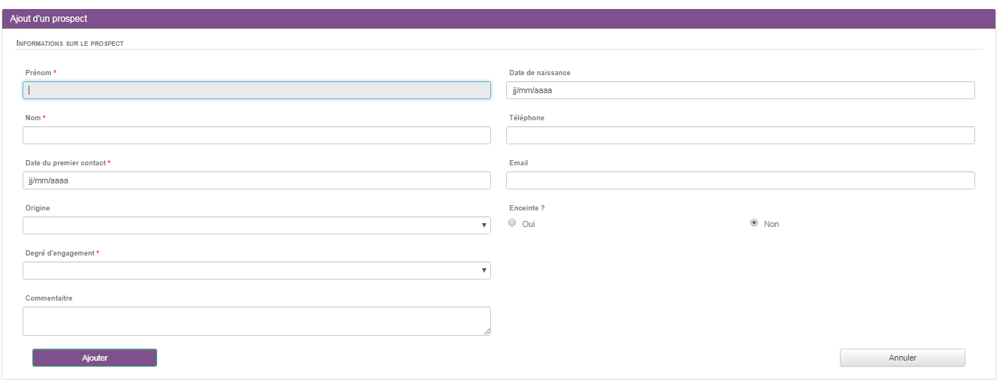 Ajout d'un prospect
Informations sur le prospect
Prénom *
Date de naissance
jj/mm/aaaa
Nom *
Téléphone
Date du premier contact *
Email
jj/mm/aaaa
Origine
Enceinte ?
Oui
Non
Degré d'engagement *
Commentaitre
Ajouter
Annuler